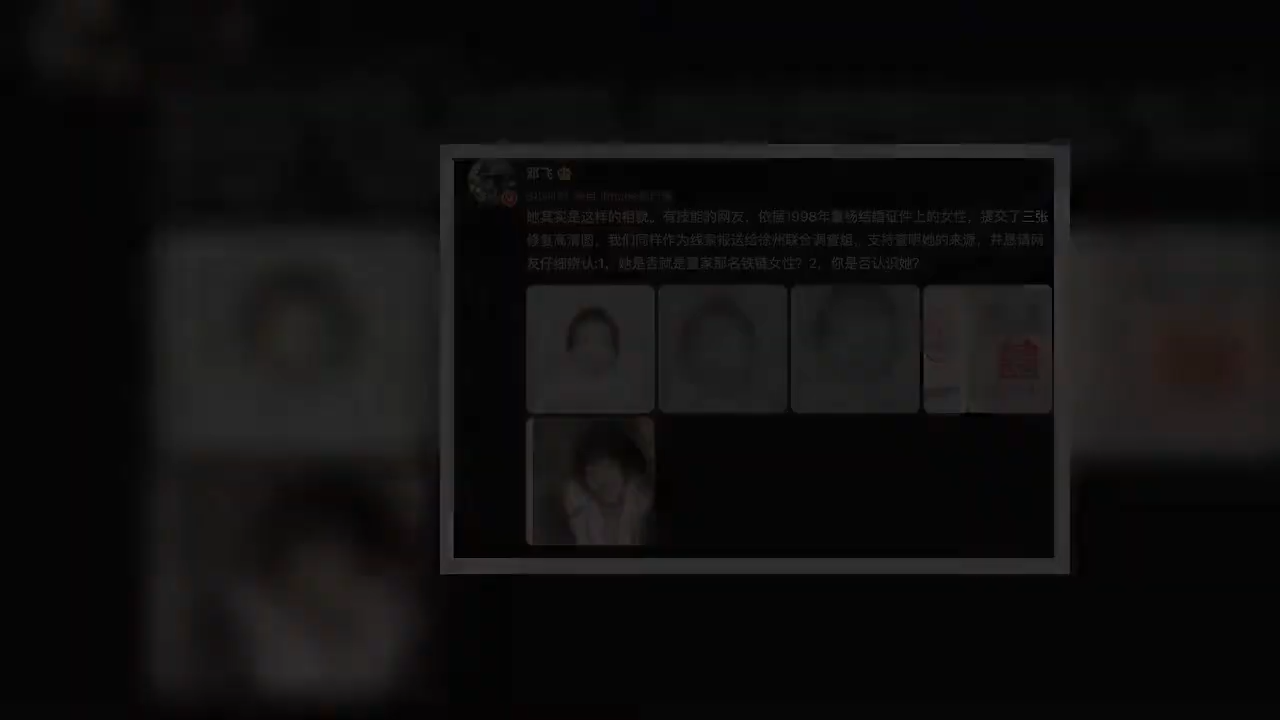 邓飞
她其实是这样的相貌。有技能的网友，依据1998年董杨结婚证件上的女性，提交了三张
修复高清图，我们同样作为线索报送给徐州联合调查组，支持查明她的来源，并恳请网
友仔细辨认:1，她是否就是董家那名铁链女性？2，你是否认识她？